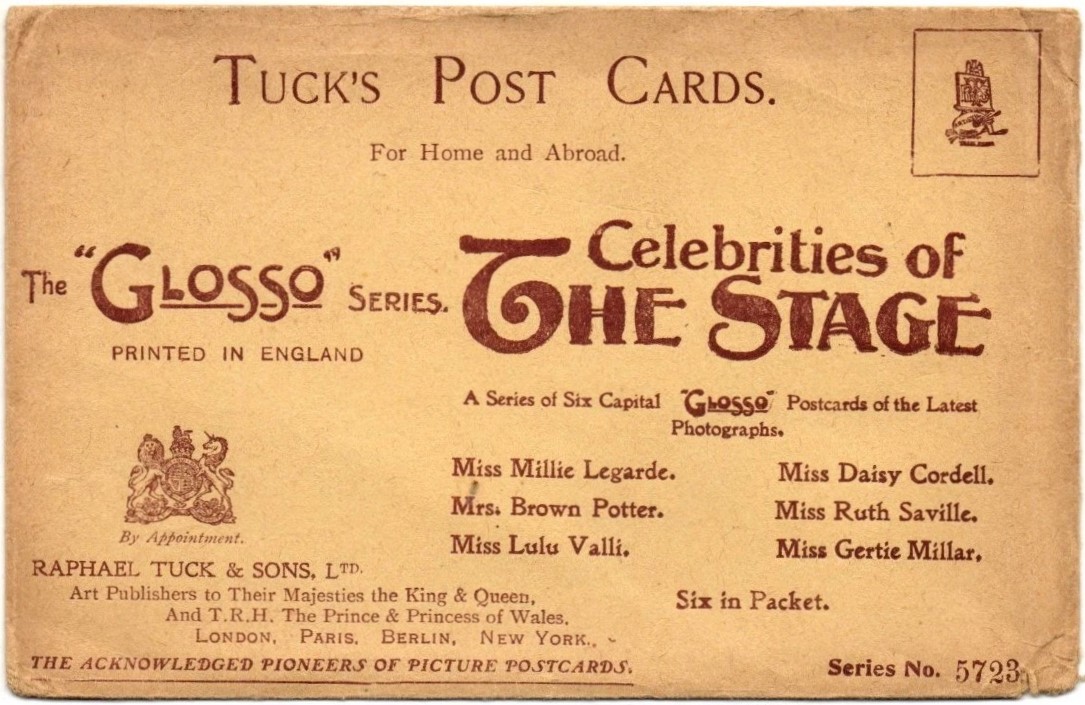 TUCK'S POST CARDS.
For Home and Abroad.
The "GLOSSO" SERIES.
PRINTED IN ENGLAND
Celebrities of
THE STAGE
A Series of Six Capital "GLOSSO" Postcards of the Latest
Photographs.
Miss Millie Legarde. Miss Daisy Cordell.
Mrs. Brown Potter. Miss Ruth Saville.
Miss Lulu Valli. Miss Gertie Millar.
Six in Packet.
By Appointment.
RAPHAEL TUCK & SONS, LTD.
Art Publishers to Their Majesties the King & Queen,
And T.R.H. The Prince & Princess of Wales.
LONDON, PARIS, BERLIN, NEW YORK.
THE ACKNOWLEDGED PIONEERS OF PICTURE POSTCARDS.
Series No. 5723